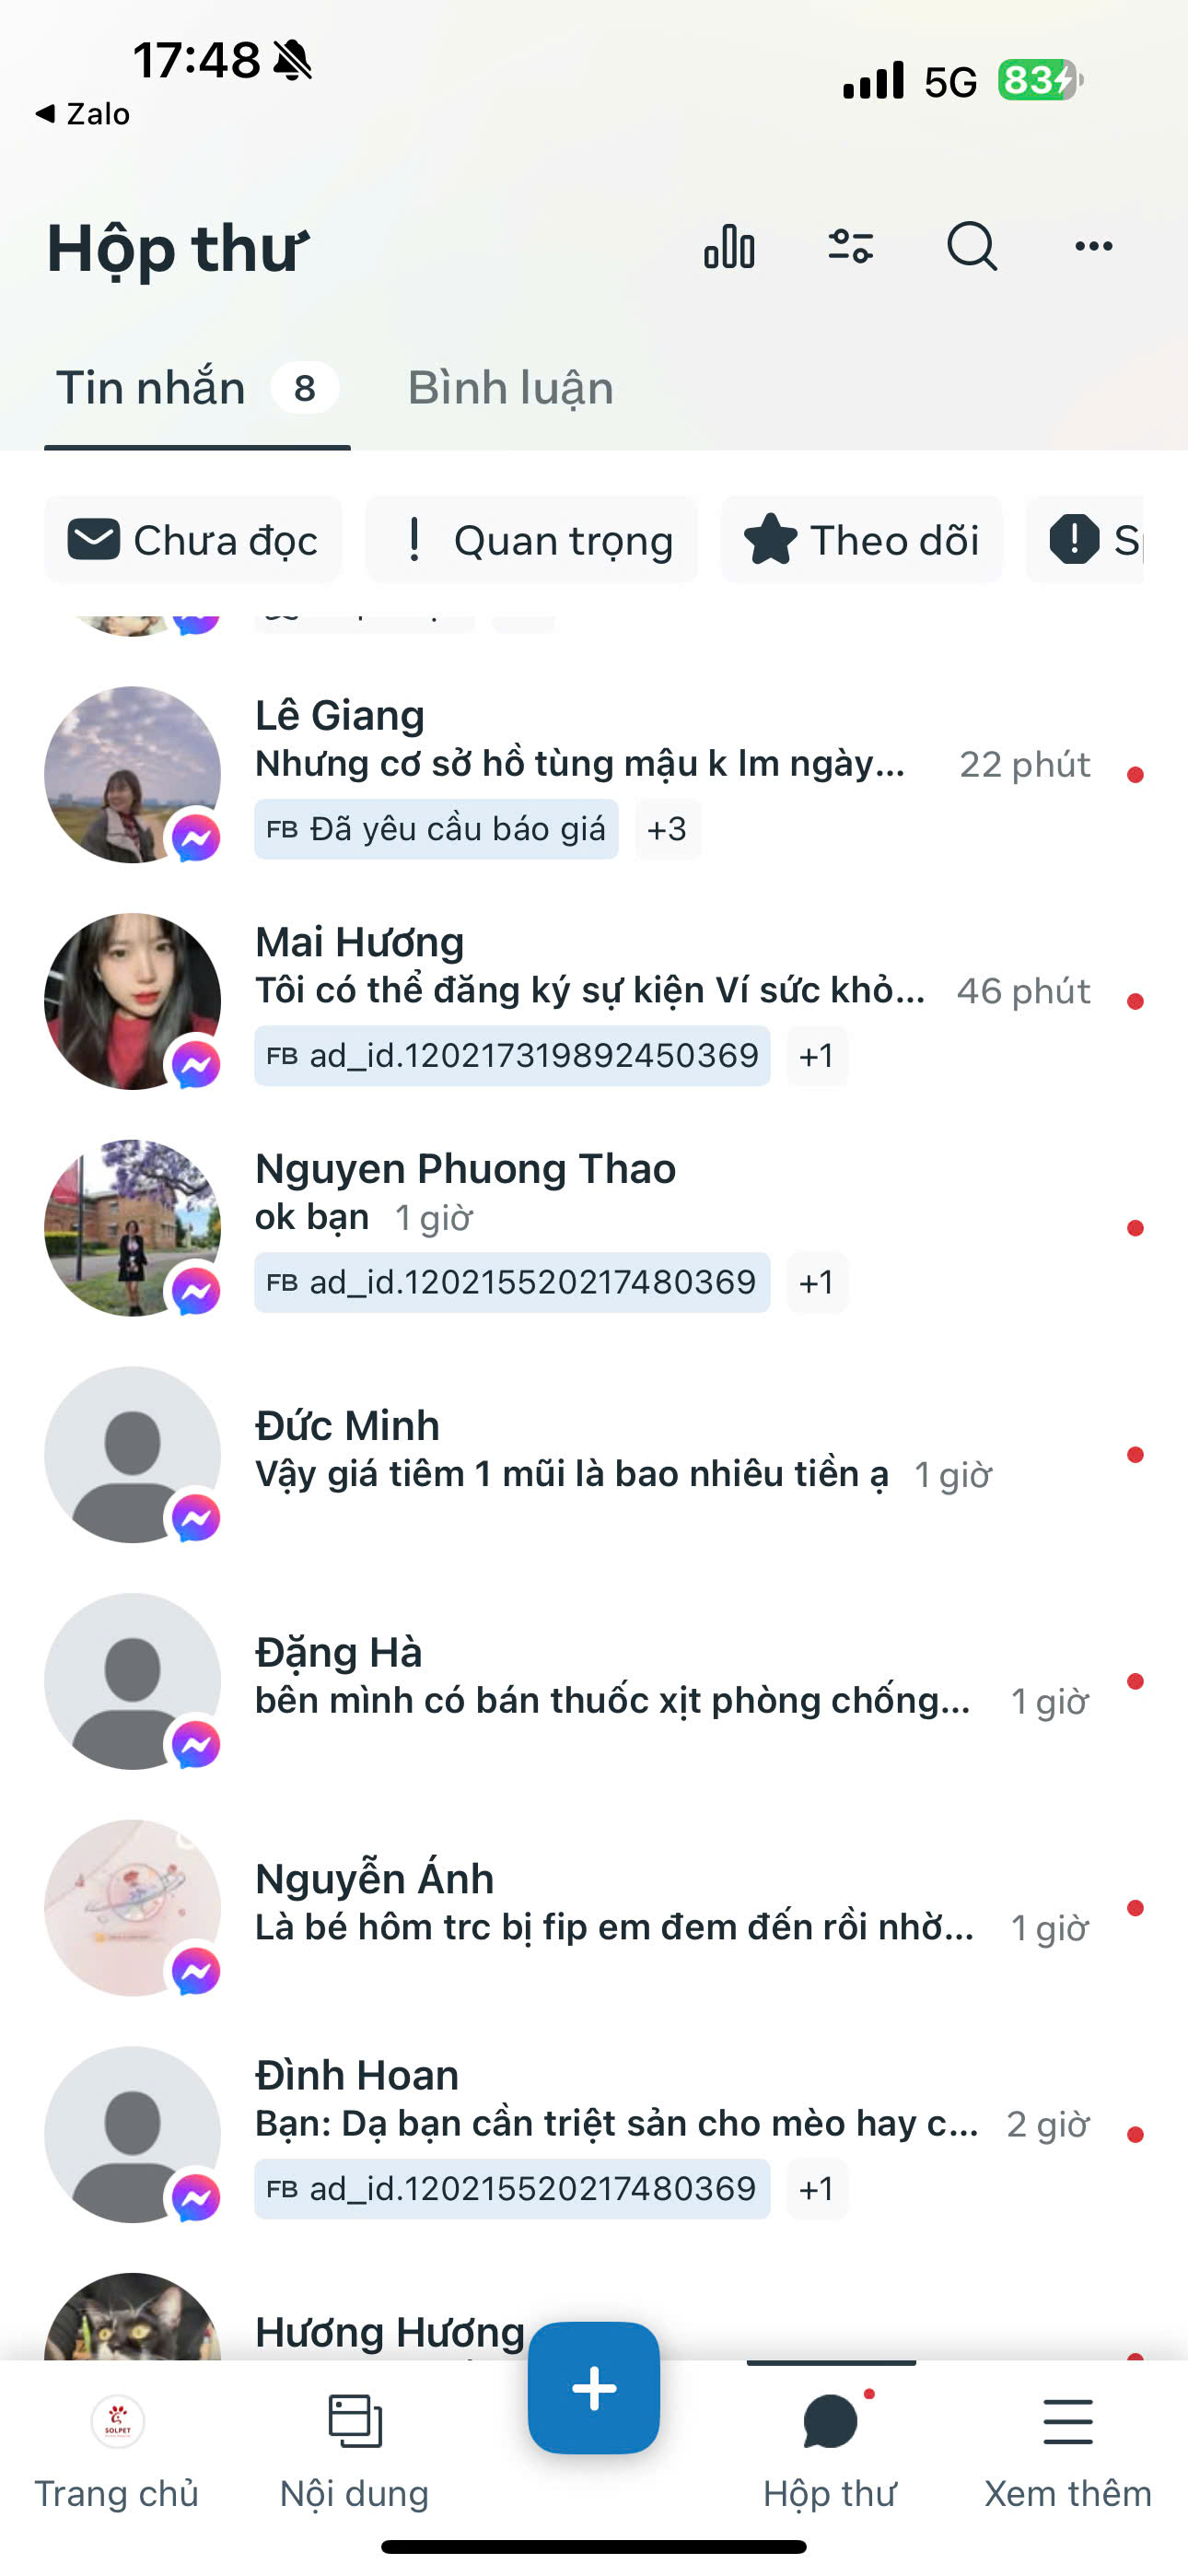 17:48
5G 83
◀ Zalo
Hộp thư
Tin nhắn 8 Bình luận
Chưa đọc Quan trọng Theo dõi
Lê Giang
Nhưng cơ sở hồ tùng mậu k lm ngày... 22 phút
FB Đã yêu cầu báo giá +3
Mai Hương
Tôi có thể đăng ký sự kiện Ví sức khỏ... 46 phút
FB ad_id.120217319892450369 +1
Nguyen Phuong Thao
ok bạn 1 giờ
FB ad_id.120215520217480369 +1
Đức Minh
Vậy giá tiêm 1 mũi là bao nhiêu tiền ạ 1 giờ
Đặng Hà
bên mình có bán thuốc xịt phòng chống... 1 giờ
Nguyễn Ánh
Là bé hôm trc bị fip em đem đến rồi nhờ... 1 giờ
Đình Hoan
Bạn: Dạ bạn cần triệt sản cho mèo hay c... 2 giờ
FB ad_id.120215520217480369 +1
Hương Hương
SOLPET
Trang chủ Nội dung Hộp thư Xem thêm